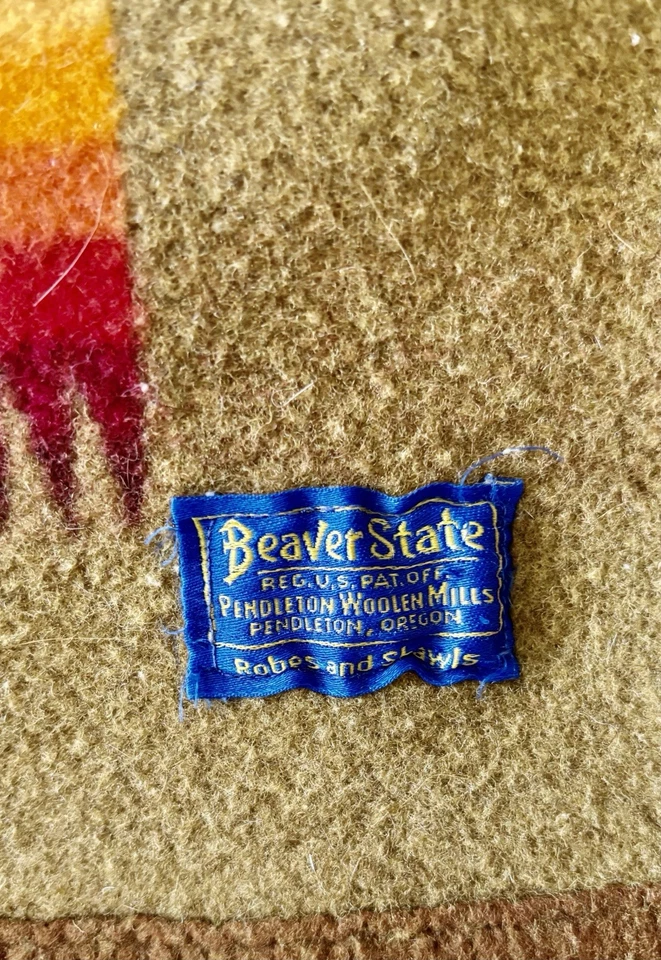 Beaver State
REG. U.S. PAT. OFF.
PENDLETON WOOLEN MILLS
PENDLETON, OREGON
Robes and Shawls